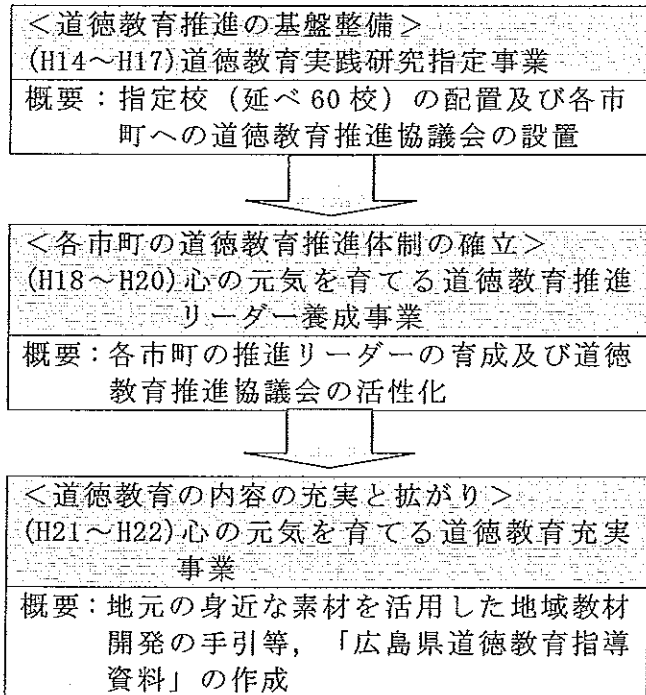 ＜道徳教育推進の基盤整備＞
(H14～H17)道徳教育実践研究指定事業
概要：指定校（延べ60校）の配置及び各市
町への道徳教育推進協議会の設置
＜各市町の道徳教育推進体制の確立＞
(H18～H20)心の元気を育てる道徳教育推進
リーダー養成事業
概要：各市町の推進リーダーの育成及び道徳
教育推進協議会の活性化
＜道徳教育の内容の充実と拡がり＞
(H21～H22)心の元気を育てる道徳教育充実
事業
概要：地元の身近な素材を活用した地域教材
開発の手引等，「広島県道徳教育指導
資料」の作成